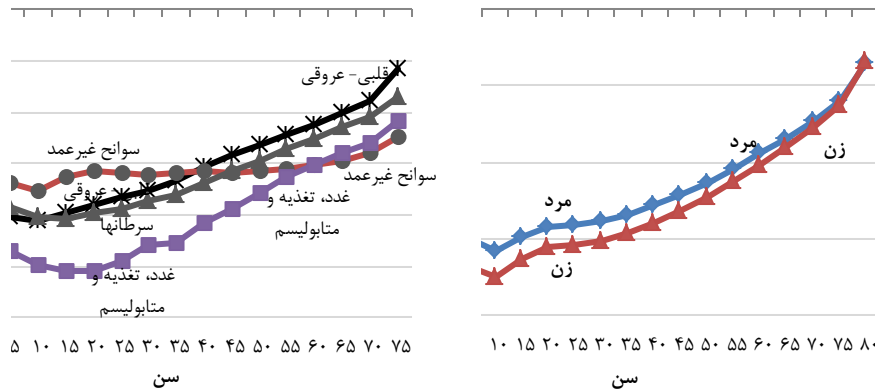 قلبی- عروقی
سوانح غیرعمد
عروقی
سرطانها
غدد، تغذیه و
متابولیسم
سوانح غیرعمد
غدد، تغذیه و
متابولیسم
۵ ۱۰ ۱۵ ۲۰ ۲۵ ۳۰ ۳۵ ۴۰ ۴۵ ۵۰ ۵۵ ۶۰ ۶۵ ۷۰ ۷۵
سن
مرد
زن
مرد
زن
۱۰ ۱۵ ۲۰ ۲۵ ۳۰ ۳۵ ۴۰ ۴۵ ۵۰ ۵۵ ۶۰ ۶۵ ۷۰ ۷۵ ۸۰
سن